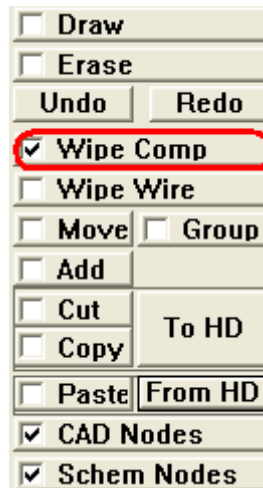 Draw
Erase
Undo Redo
Wipe Comp
Wipe Wire
Move Group
Add
Cut
To HD
Copy
Paste From HD
CAD Nodes
Schem Nodes